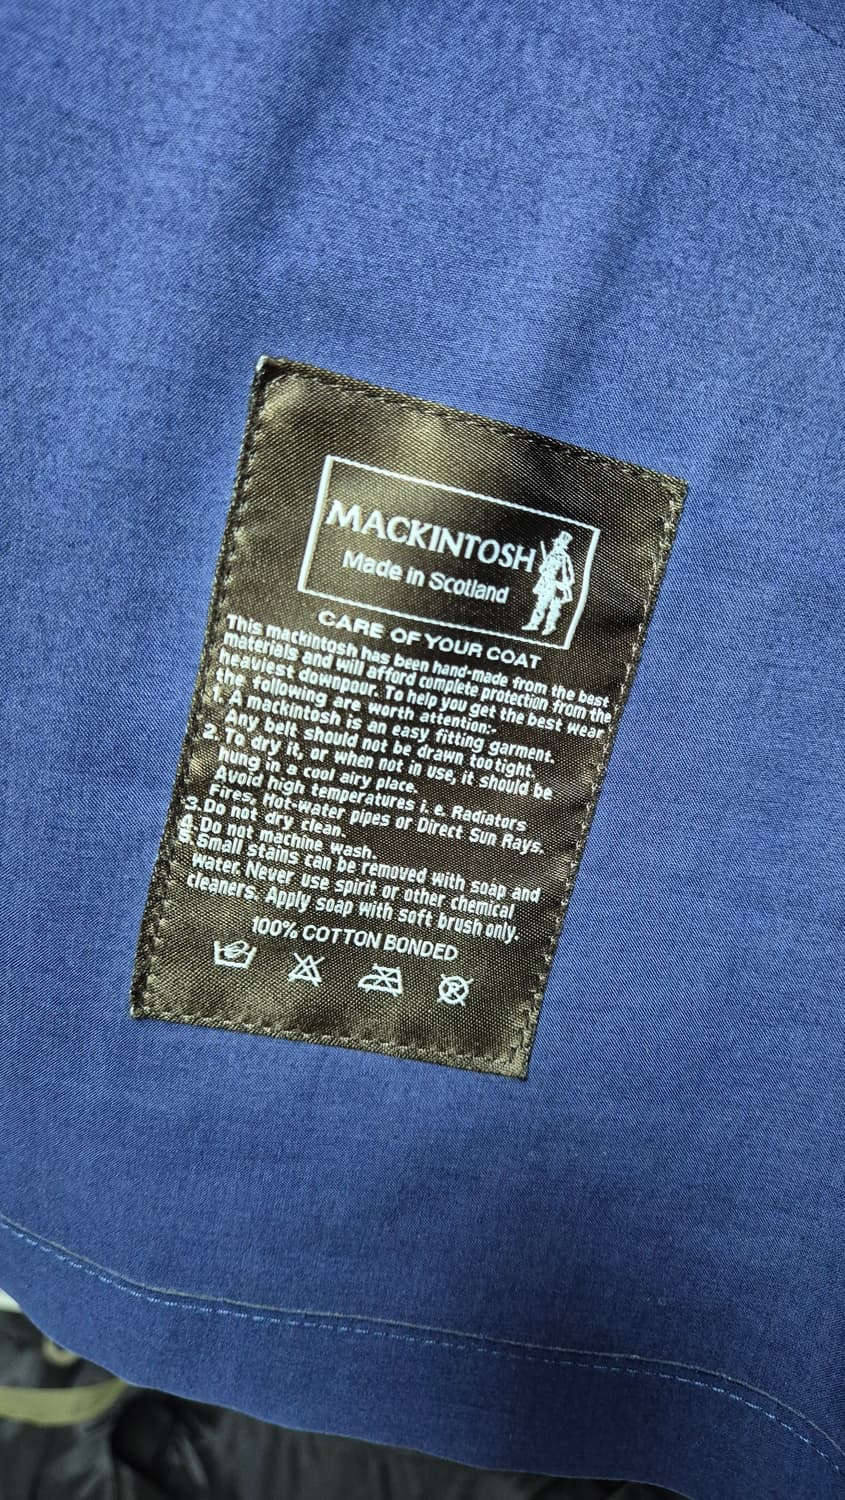 MACKINTOSH
Made in Scotland
CARE OF YOUR COAT
This mackintosh has been hand-made from the best
materials and will afford complete protection from the
heaviest downpour. To help you get the best wear
the following are worth attention:-
1. A mackintosh is an easy fitting garment.
Any belt should not be drawn too tight.
2. To dry it, or when not in use, it should be
hung in a cool airy place.
Avoid high temperatures i.e. Radiators
Fires, Hot-water pipes or Direct Sun Rays.
3. Do not dry clean.
4. Do not machine wash.
5. Small stains can be removed with soap and
water. Never use spirit or other chemical
cleaners. Apply soap with soft brush only.
100% COTTON BONDED
R